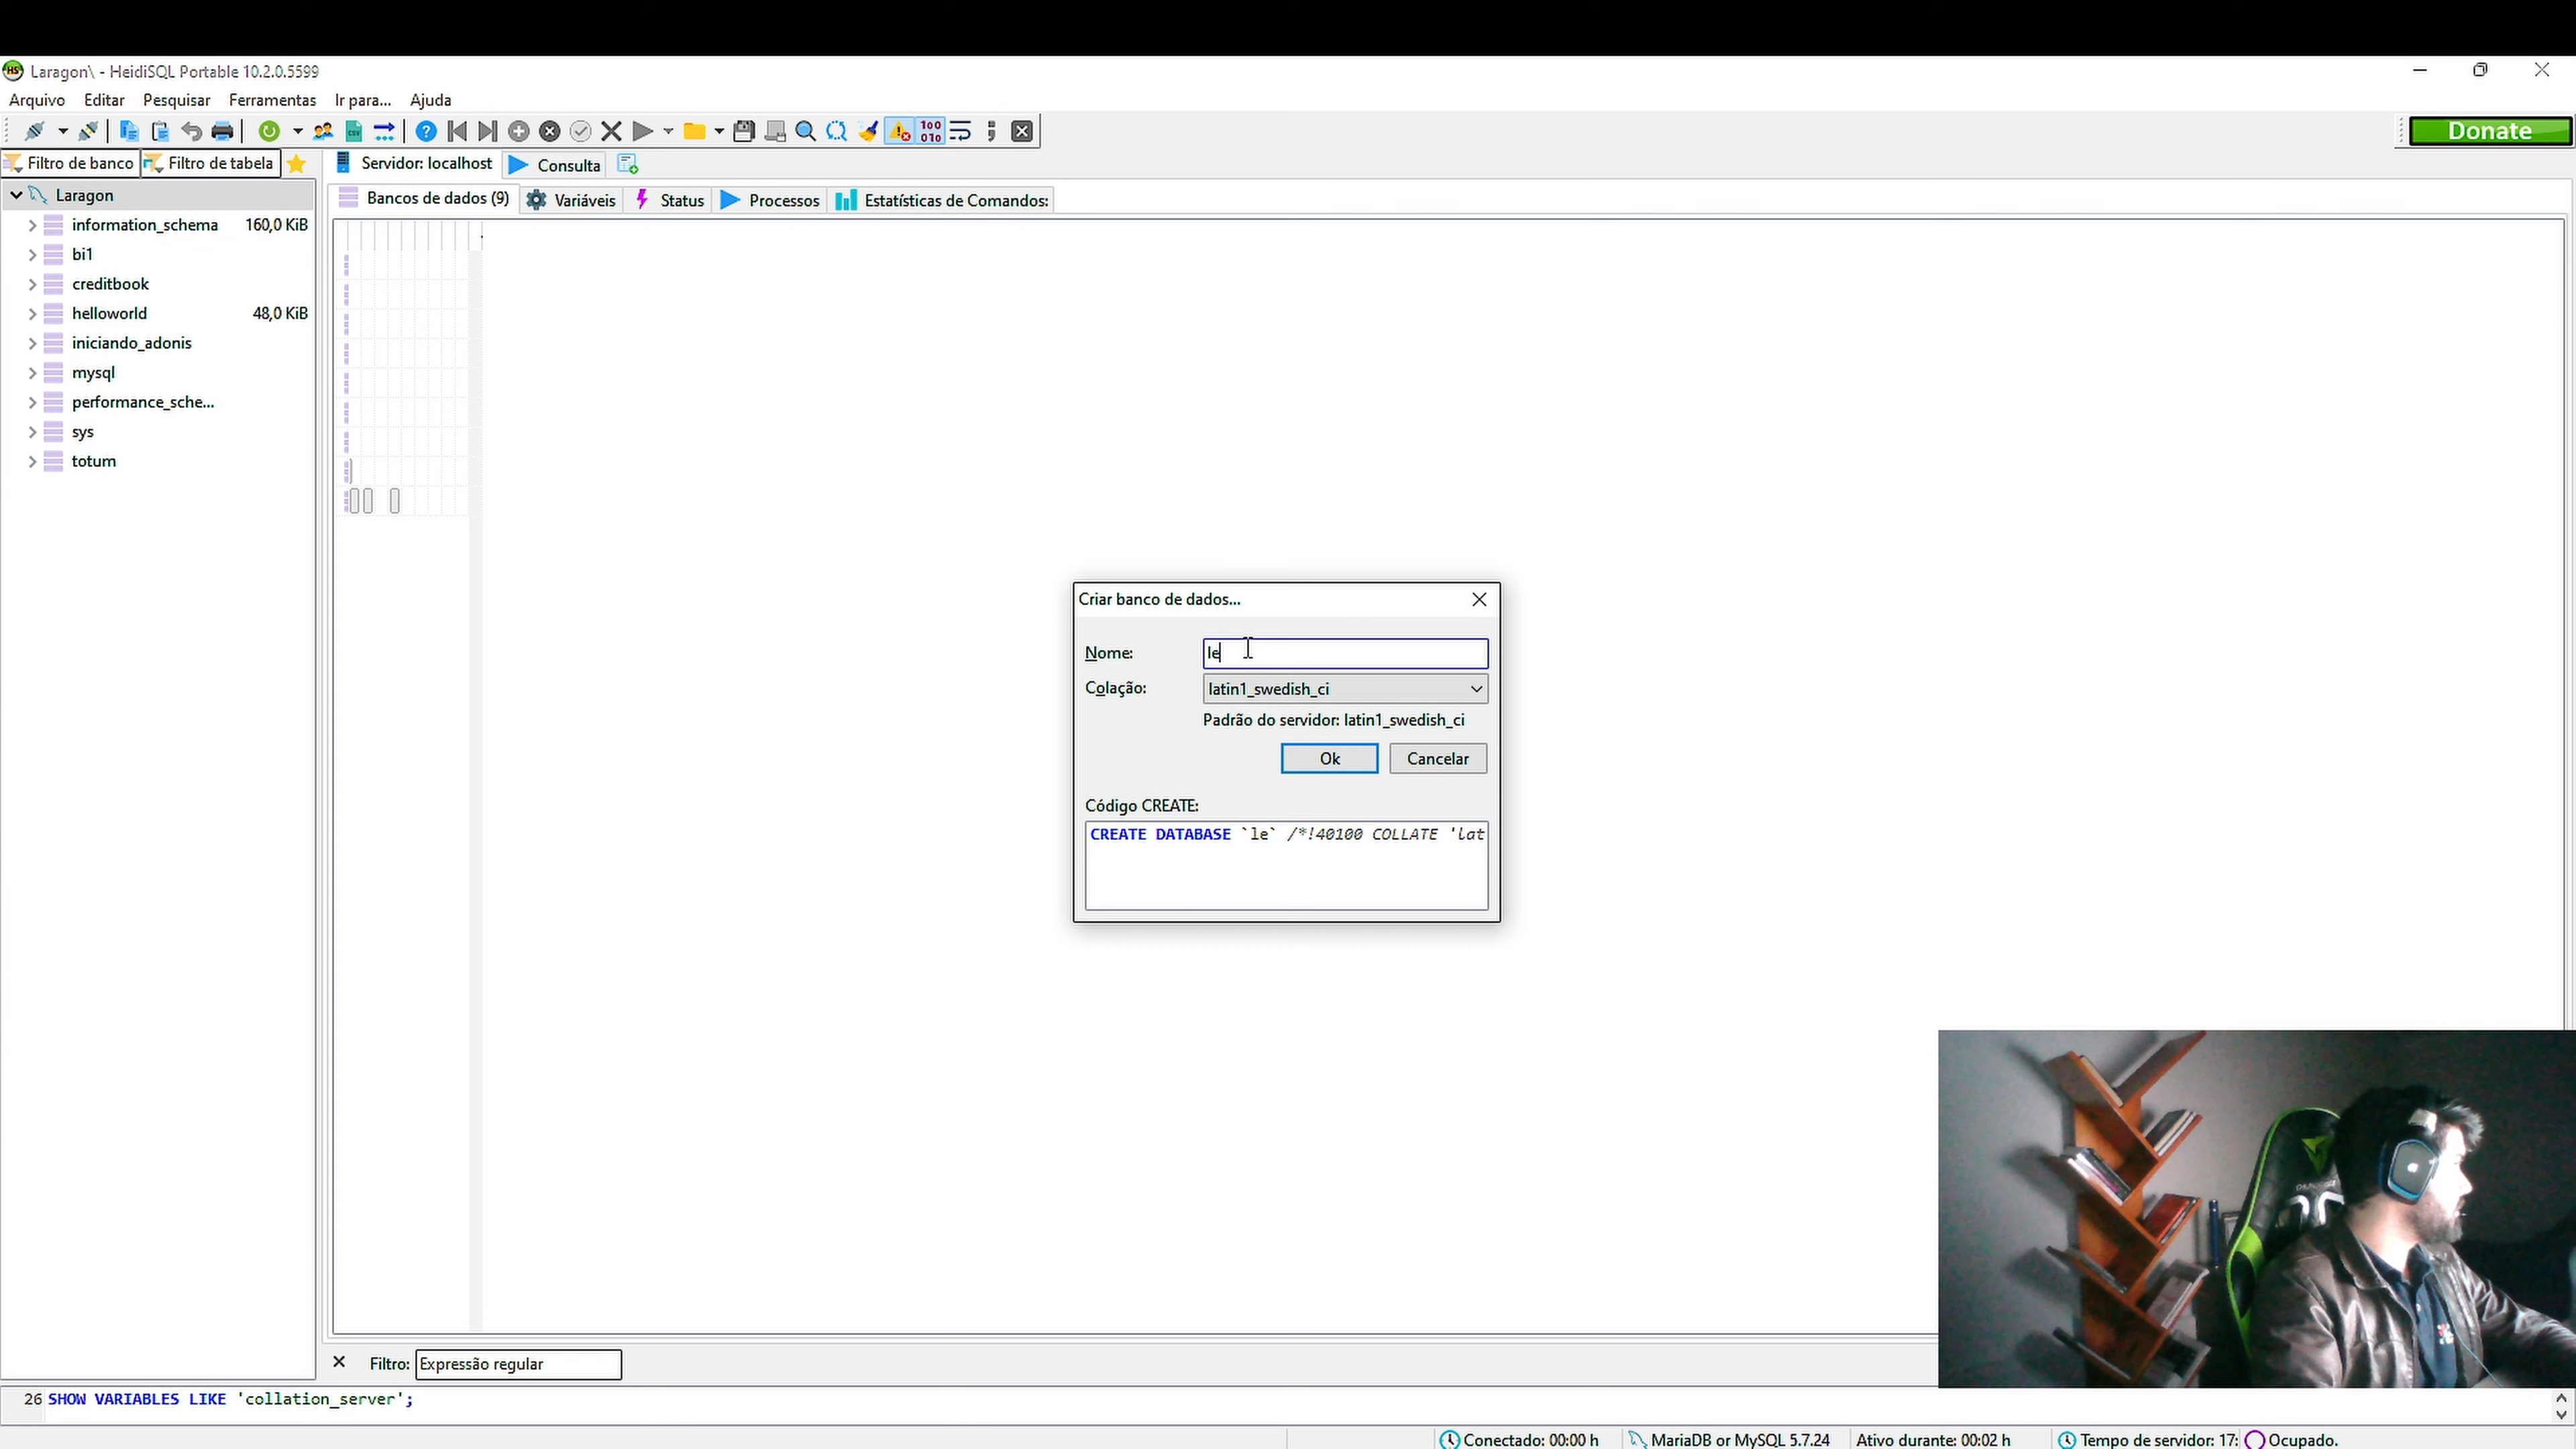 Laragon\ - HeidiSQL Portable 10.2.0.5599
Arquivo Editar Pesquisar Ferramentas Ir para... Ajuda
Donate
Filtro de banco Filtro de tabela Servidor: localhost Consulta
Bancos de dados (9) Variáveis Status Processos Estatísticas de Comandos:
Laragon
information_schema 160,0 KiB
bi1
creditbook
helloworld 48,0 KiB
iniciando_adonis
mysql
performance_sche...
sys
totum
Criar banco de dados...
Nome: le
Colação: latin1_swedish_ci
Padrão do servidor: latin1_swedish_ci
Ok Cancelar
Código CREATE:
CREATE DATABASE `le` /*!40100 COLLATE 'lat
Filtro: Expressão regular
26 SHOW VARIABLES LIKE 'collation_server';
Conectado: 00:00 h MariaDB or MySQL 5.7.24 Ativo durante: 00:02 h Tempo de servidor: 17: Ocupado.